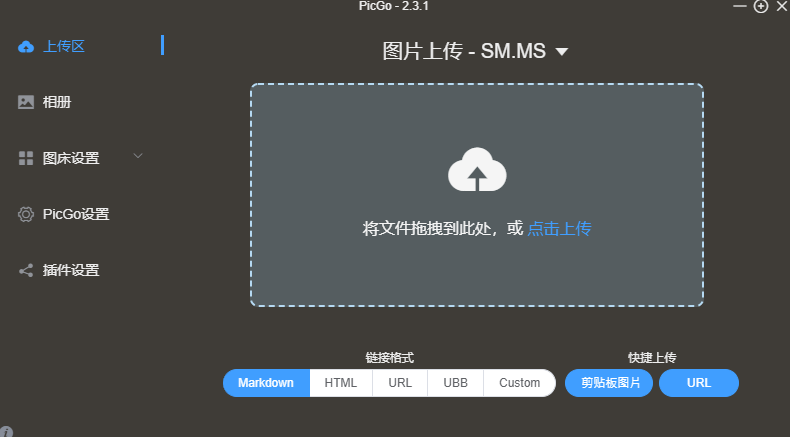 PicGo - 2.3.1
上传区
相册
图床设置
PicGo设置
插件设置
图片上传 - SM.MS
将文件拖拽到此处，或 点击上传
链接格式
Markdown HTML URL UBB Custom
快捷上传
剪贴板图片 URL